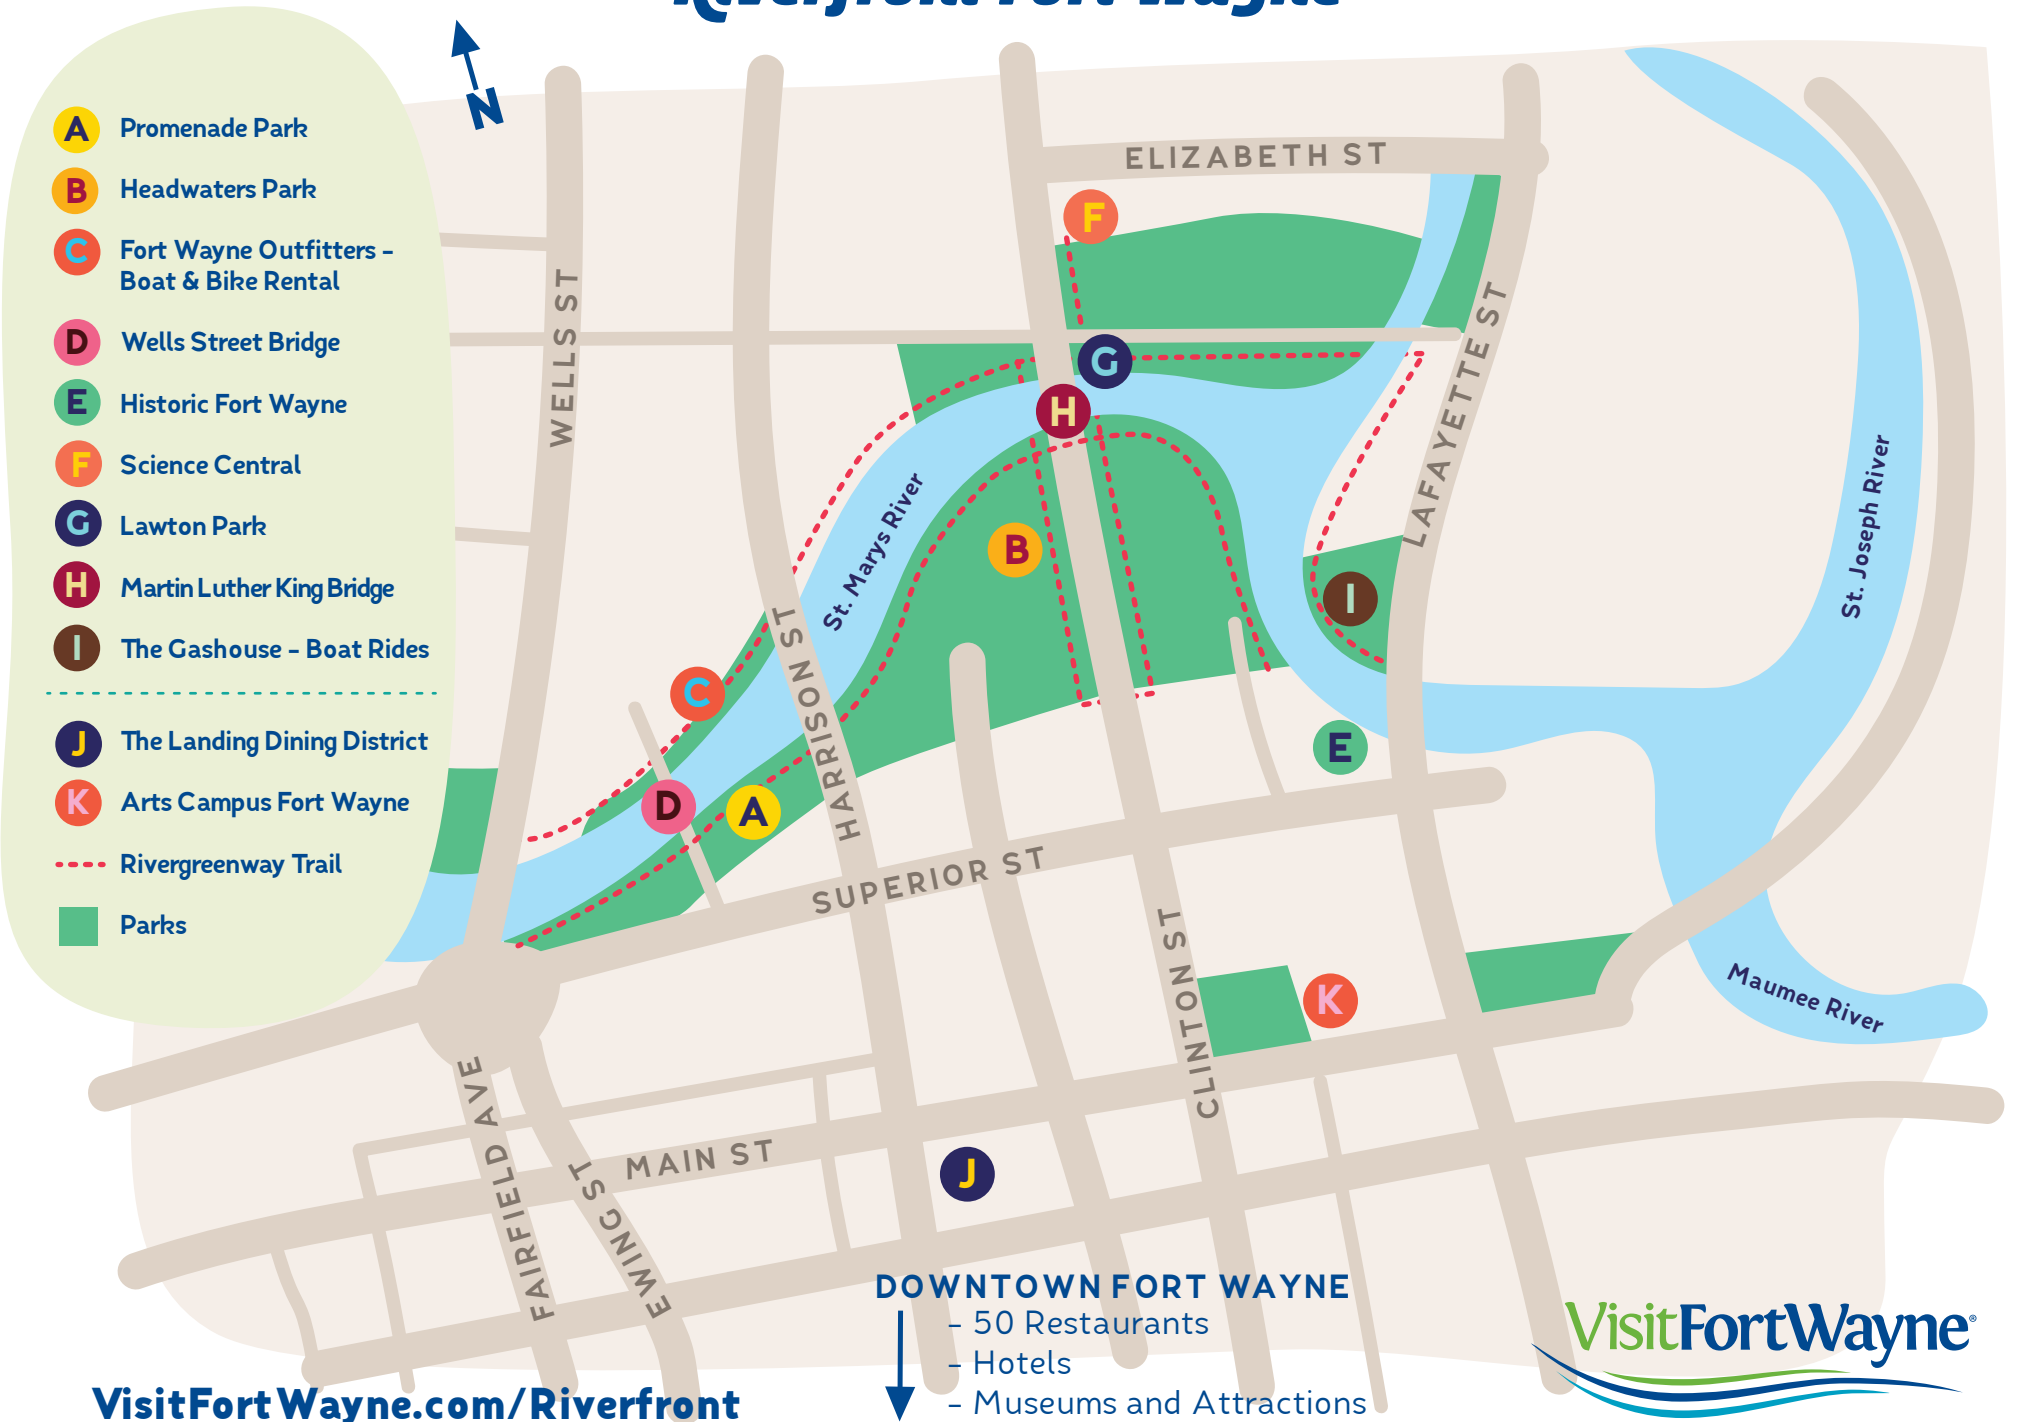 Riverfront Fort Wayne
N
A Promenade Park
B Headwaters Park
C Fort Wayne Outfitters -
Boat & Bike Rental
D Wells Street Bridge
E Historic Fort Wayne
F Science Central
G Lawton Park
H Martin Luther King Bridge
I The Gashouse - Boat Rides
J The Landing Dining District
K Arts Campus Fort Wayne
Rivergreenway Trail
Parks
ELIZABETH ST
F
WELLS ST
G
H
LAFAYETTE ST
St. Marys River
St. Joseph River
B
I
C
HARRISON ST
E
D
A
SUPERIOR ST
CLINTON ST
K
Maumee River
FAIRFIELD AVE
EWING ST
MAIN ST
J
DOWNTOWN FORT WAYNE
- 50 Restaurants
- Hotels
- Museums and Attractions
VisitFortWayne.com/Riverfront
VisitFortWayne®